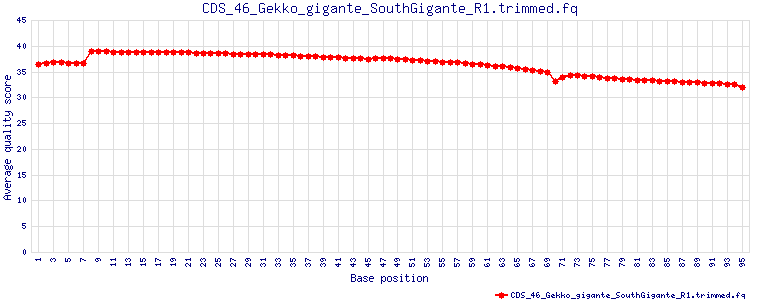 CDS_46_Gekko_gigante_SouthGigante_R1.trimmed.fq
Average quality score
45
40
35
30
25
20
15
10
5
0
1 3 5 7 9 11 13 15 17 19 21 23 25 27 29 31 33 35 37 39 41 43 45 47 49 51 53 55 57 59 61 63 65 67 69 71 73 75 77 79 81 83 85 87 89 91 93 95
Base position
CDS_46_Gekko_gigante_SouthGigante_R1.trimmed.fq